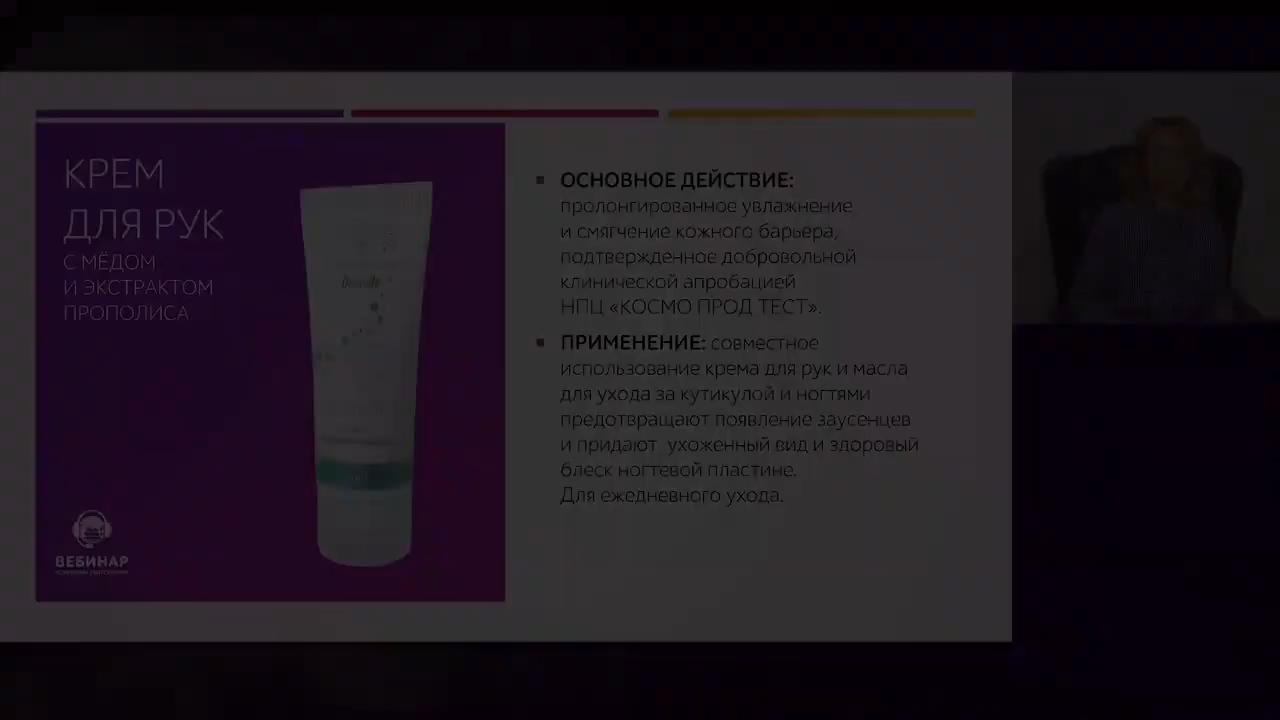 КРЕМ
ДЛЯ РУК
С МЁДОМ
И ЭКСТРАКТОМ
ПРОПОЛИСА
ВЕБИНАР
ОСНОВНОЕ ДЕЙСТВИЕ:
пролонгированное увлажнение
и смягчение кожного барьера,
подтвержденное добровольной
клинической апробацией
НПЦ «КОСМО ПРОД ТЕСТ».
ПРИМЕНЕНИЕ: совместное
использование крема для рук и масла
для ухода за кутикулой и ногтями
предотвращают появление заусенцев
и придают ухоженный вид и здоровый
блеск ногтевой пластине.
Для ежедневного ухода.